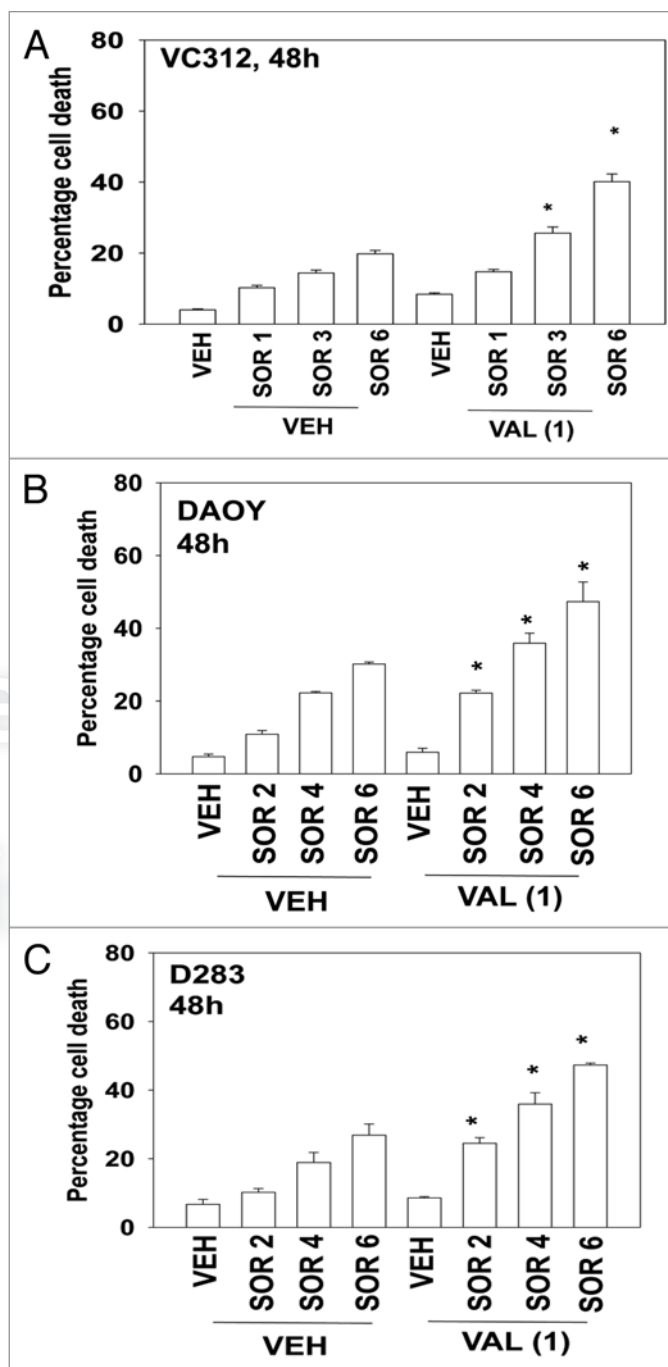 A
VC312, 48h
Percentage cell death
80
60
40
20
0
*
*
VEH
SOR 1
SOR 3
SOR 6
VEH
SOR 1
SOR 3
SOR 6
VEH
VAL (1)
B
DAOY
48h
Percentage cell death
80
60
40
20
0
*
*
*
VEH
SOR 2
SOR 4
SOR 6
VEH
SOR 2
SOR 4
SOR 6
VEH
VAL (1)
C
D283
48h
Percentage cell death
80
60
40
20
0
*
*
*
VEH
SOR 2
SOR 4
SOR 6
VEH
SOR 2
SOR 4
SOR 6
VEH
VAL (1)